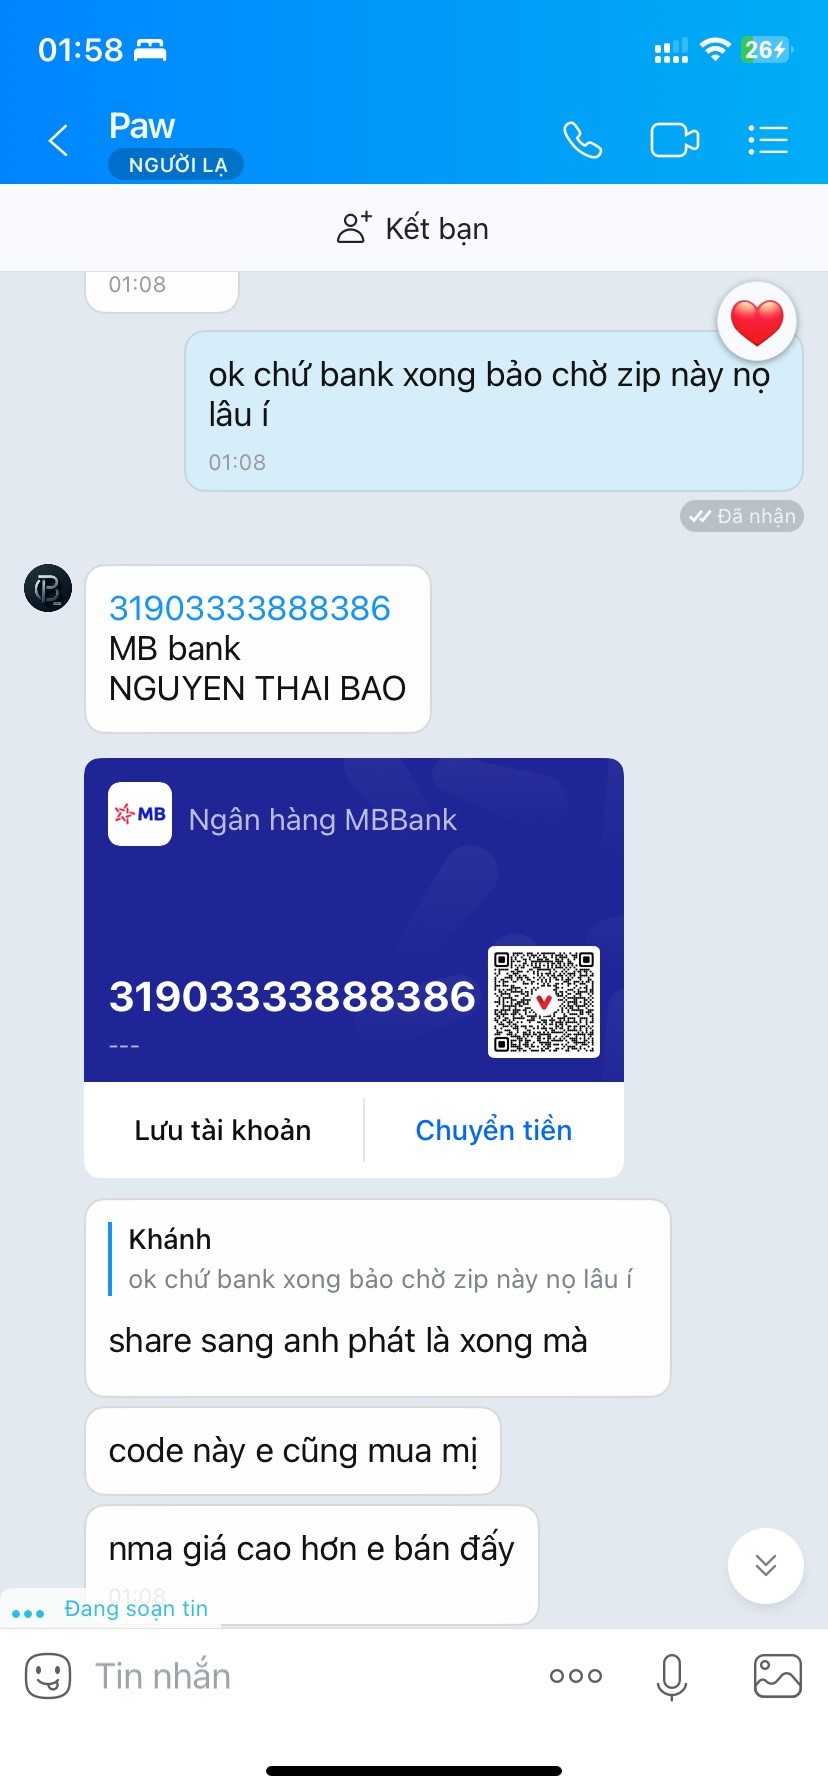 01:58
26
Paw
NGƯỜI LẠ
Kết bạn
01:08
ok chứ bank xong bảo chờ zip này nọ
lâu í
01:08
Đã nhận
31903333888386
MB bank
NGUYEN THAI BAO
MB
Ngân hàng MBBank
31903333888386
---
Lưu tài khoản
Chuyển tiền
Khánh
ok chứ bank xong bảo chờ zip này nọ lâu í
share sang anh phát là xong mà
code này e cũng mua mị
nma giá cao hơn e bán đấy
01:08
Đang soạn tin
Tin nhắn